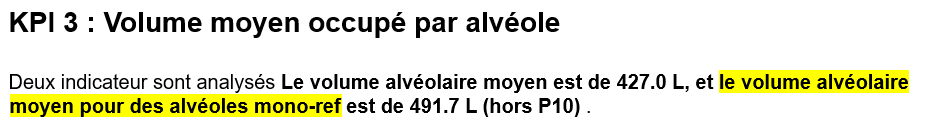 KPI 3 : Volume moyen occupé par alvéole
Deux indicateur sont analysés Le volume alvéolaire moyen est de 427.0 L, et le volume alvéolaire
moyen pour des alvéoles mono-ref est de 491.7 L (hors P10) .